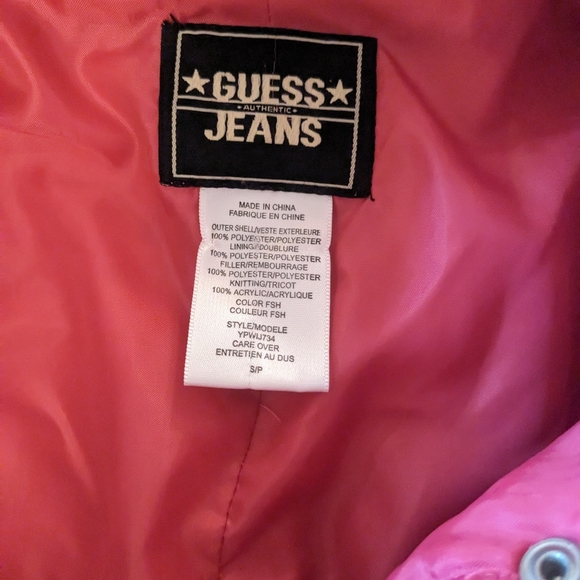 ★GUESS★
•AUTHENTIC•
JEANS
MADE IN CHINA
FABRIQUE EN CHINE
OUTER SHELL/VESTE EXTERLEURE
100% POLYESTER/POLYESTER
LINING/DOUBLURE
100% POLYESTER/POLYESTER
FILLER/REMBOURRAGE
100% POLYESTER/POLYESTER
KNITTING/TRICOT
100% ACRYLIC/ACRYLIQUE
COLOR FSH
COULEUR FSH
STYLE/MODELE
YPWIJ734
CARE OVER
ENTRETIEN AU DUS
S/P